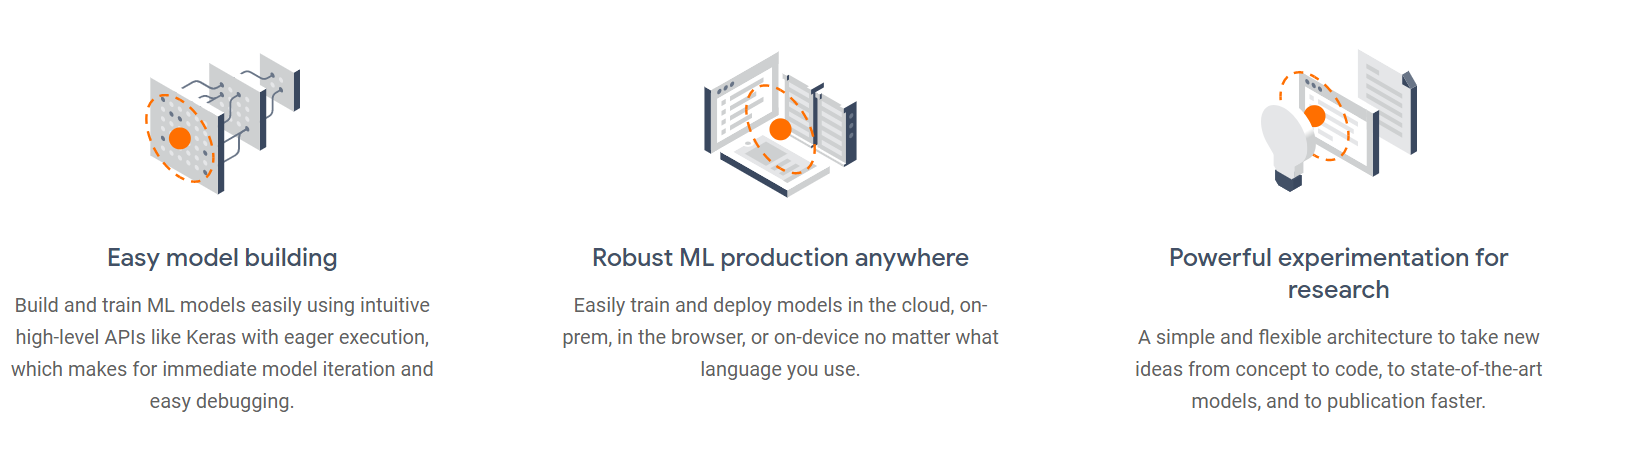 Easy model building
Build and train ML models easily using intuitive
high-level APIs like Keras with eager execution,
which makes for immediate model iteration and
easy debugging.
Robust ML production anywhere
Easily train and deploy models in the cloud, on-
prem, in the browser, or on-device no matter what
language you use.
Powerful experimentation for
research
A simple and flexible architecture to take new
ideas from concept to code, to state-of-the-art
models, and to publication faster.